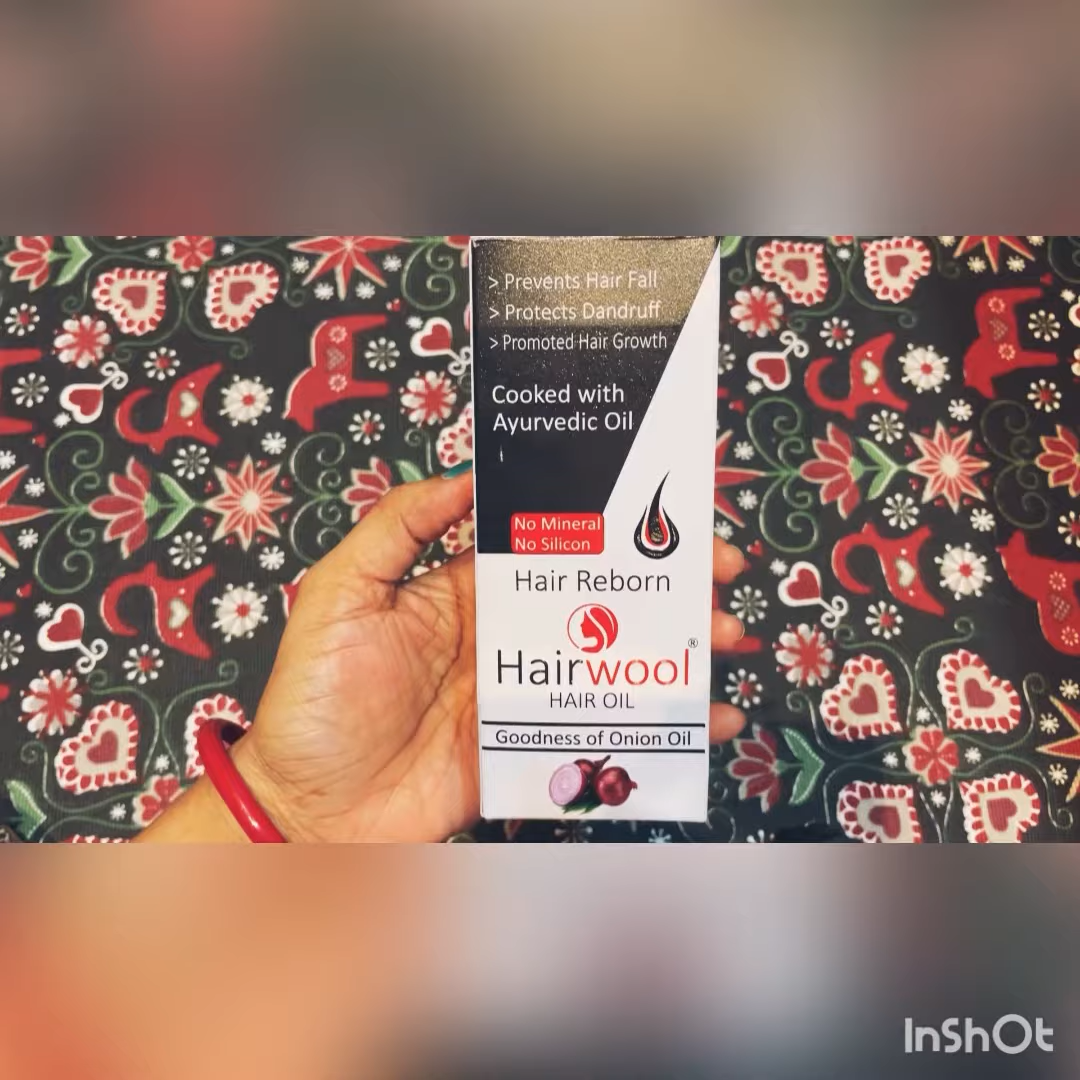 > Prevents Hair Fall
> Protects Dandruff
> Promoted Hair Growth
Cooked with
Ayurvedic Oil
No Mineral
No Silicon
Hair Reborn
Hairwool®
HAIR OIL
Goodness of Onion Oil
InShOt